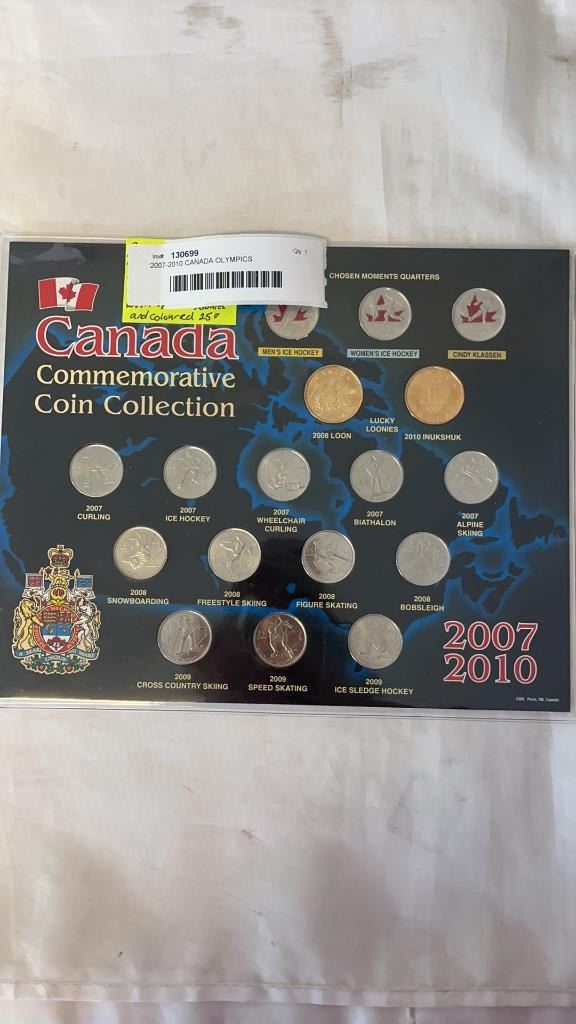 Item#: 130699 Qty: 1
2007-2010 CANADA OLYMPICS
and coloured 25¢
Canada
Commemorative
Coin Collection
CHOSEN MOMENTS QUARTERS
MEN'S ICE HOCKEY
WOMEN'S ICE HOCKEY
CINDY KLASSEN
LUCKY
LOONIES
2008 LOON
2010 INUKSHUK
2007
CURLING
2007
ICE HOCKEY
2007
WHEELCHAIR
CURLING
2007
BIATHALON
2007
ALPINE
SKIING
2008
SNOWBOARDING
2008
FREESTYLE SKIING
2008
FIGURE SKATING
2008
BOBSLEIGH
2009
CROSS COUNTRY SKIING
2009
SPEED SKATING
2009
ICE SLEDGE HOCKEY
2007
2010